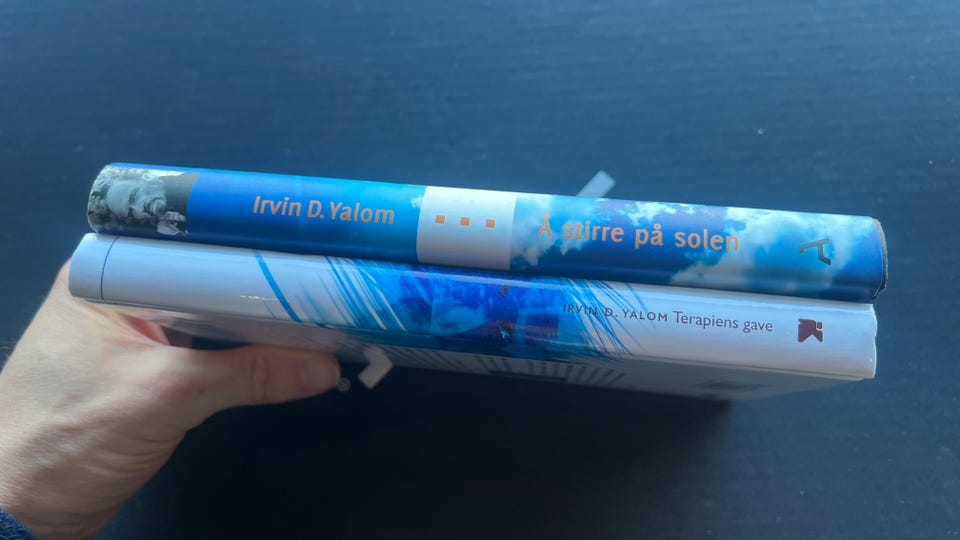 Irvin D. Yalom Å stirre på solen
IRVIN D. YALOM Terapiens gave